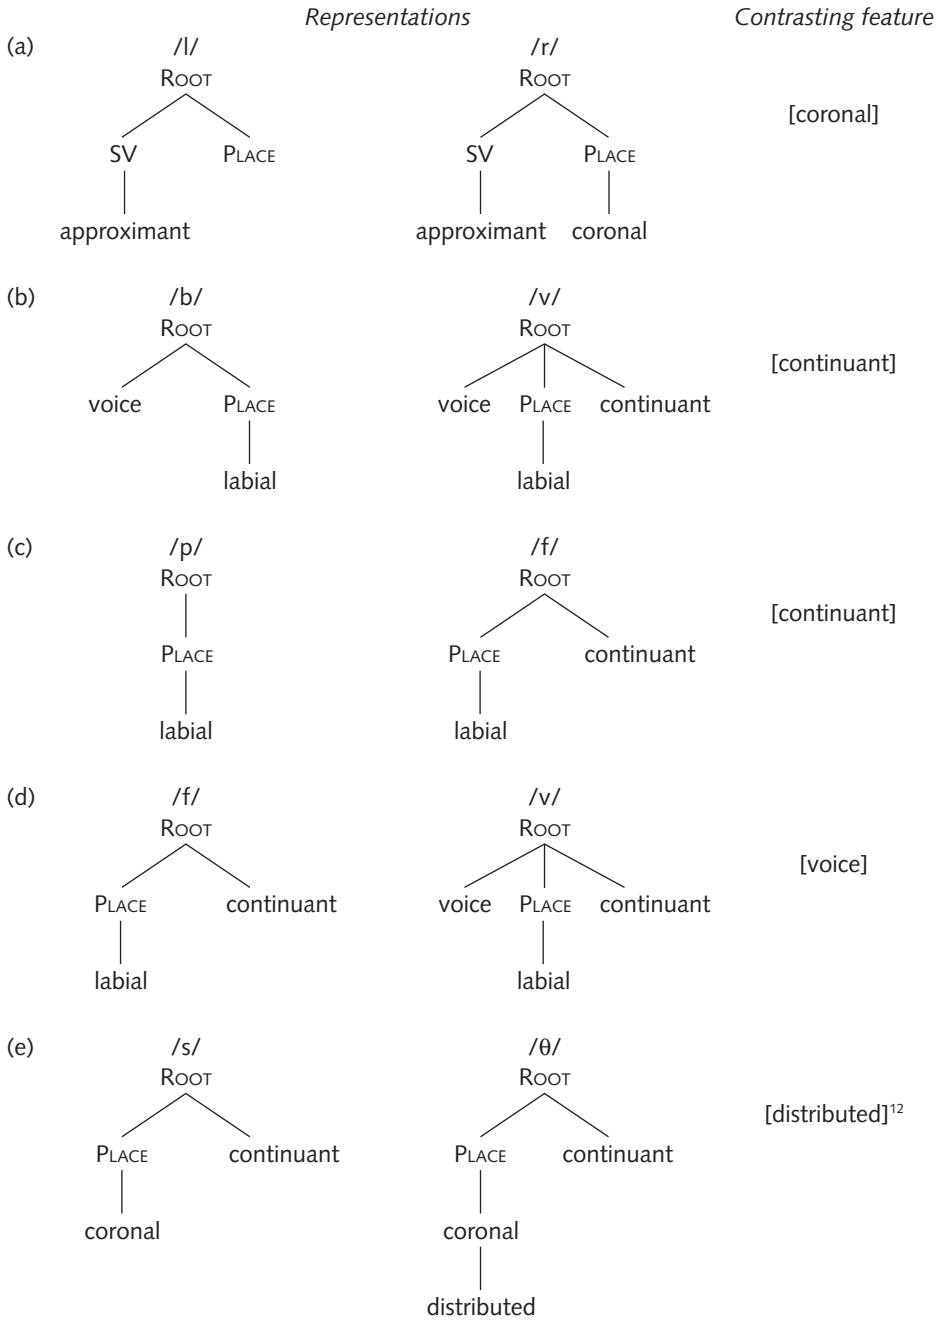 Representations Contrasting feature
(a) /l/ /r/
ROOT ROOT
[coronal]
SV PLACE SV PLACE
approximant approximant coronal
(b) /b/ /v/
ROOT ROOT
[continuant]
voice PLACE voice PLACE continuant
labial labial
(c) /p/ /f/
ROOT ROOT
[continuant]
PLACE PLACE continuant
labial labial
(d) /f/ /v/
ROOT ROOT
[voice]
PLACE continuant voice PLACE continuant
labial labial
(e) /s/ /θ/
ROOT ROOT
[distributed]¹²
PLACE continuant PLACE continuant
coronal coronal
distributed